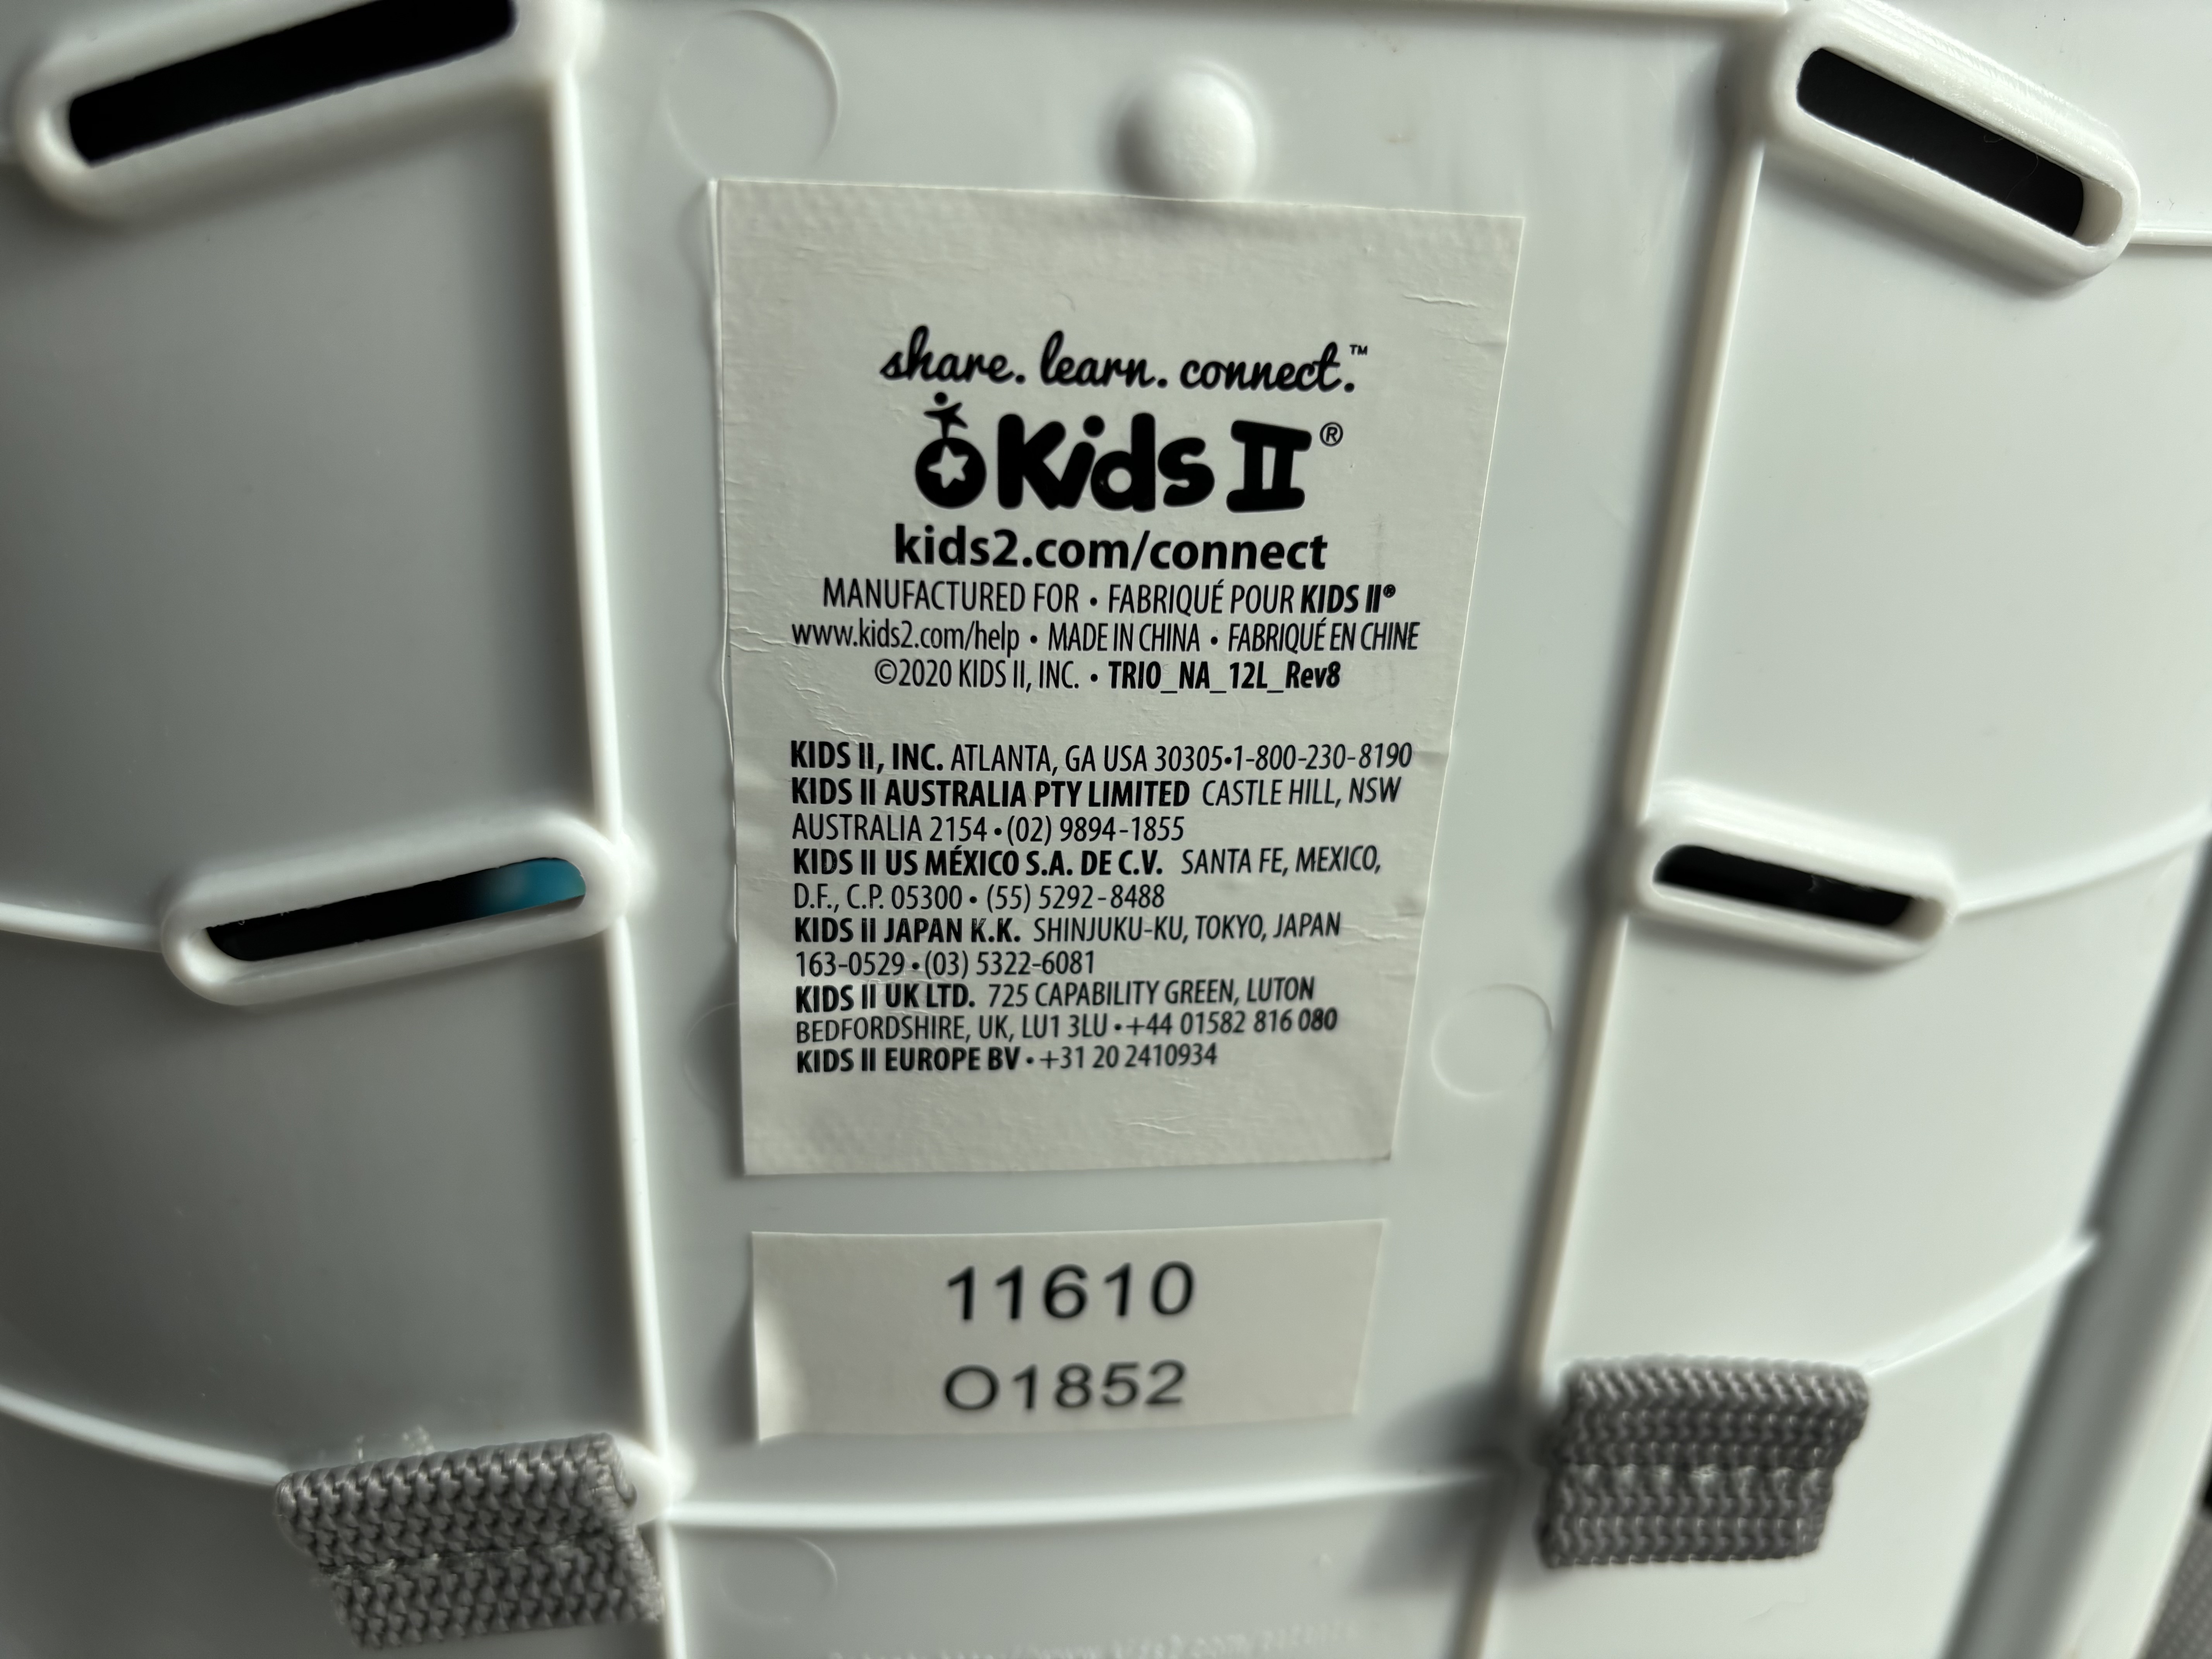 share. learn. connect.™
Kids II®
kids2.com/connect
MANUFACTURED FOR • FABRIQUÉ POUR KIDS II®
www.kids2.com/help • MADE IN CHINA • FABRIQUÉ EN CHINE
©2020 KIDS II, INC. • TRIO_NA_12L_Rev8
KIDS II, INC. ATLANTA, GA USA 30305•1-800-230-8190
KIDS II AUSTRALIA PTY LIMITED CASTLE HILL, NSW
AUSTRALIA 2154 • (02) 9894-1855
KIDS II US MÉXICO S.A. DE C.V. SANTA FE, MEXICO,
D.F., C.P. 05300 • (55) 5292-8488
KIDS II JAPAN K.K. SHINJUKU-KU, TOKYO, JAPAN
163-0529 • (03) 5322-6081
KIDS II UK LTD. 725 CAPABILITY GREEN, LUTON
BEDFORDSHIRE, UK, LU1 3LU • +44 01582 816 080
KIDS II EUROPE BV • +31 20 2410934
11610
O1852